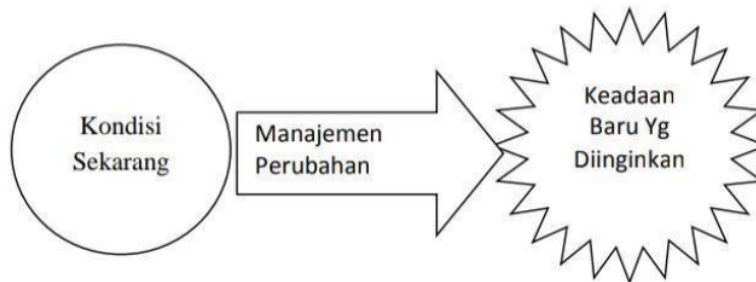 Kondisi
Sekarang
Manajemen
Perubahan
Keadaan
Baru Yg
Diinginkan